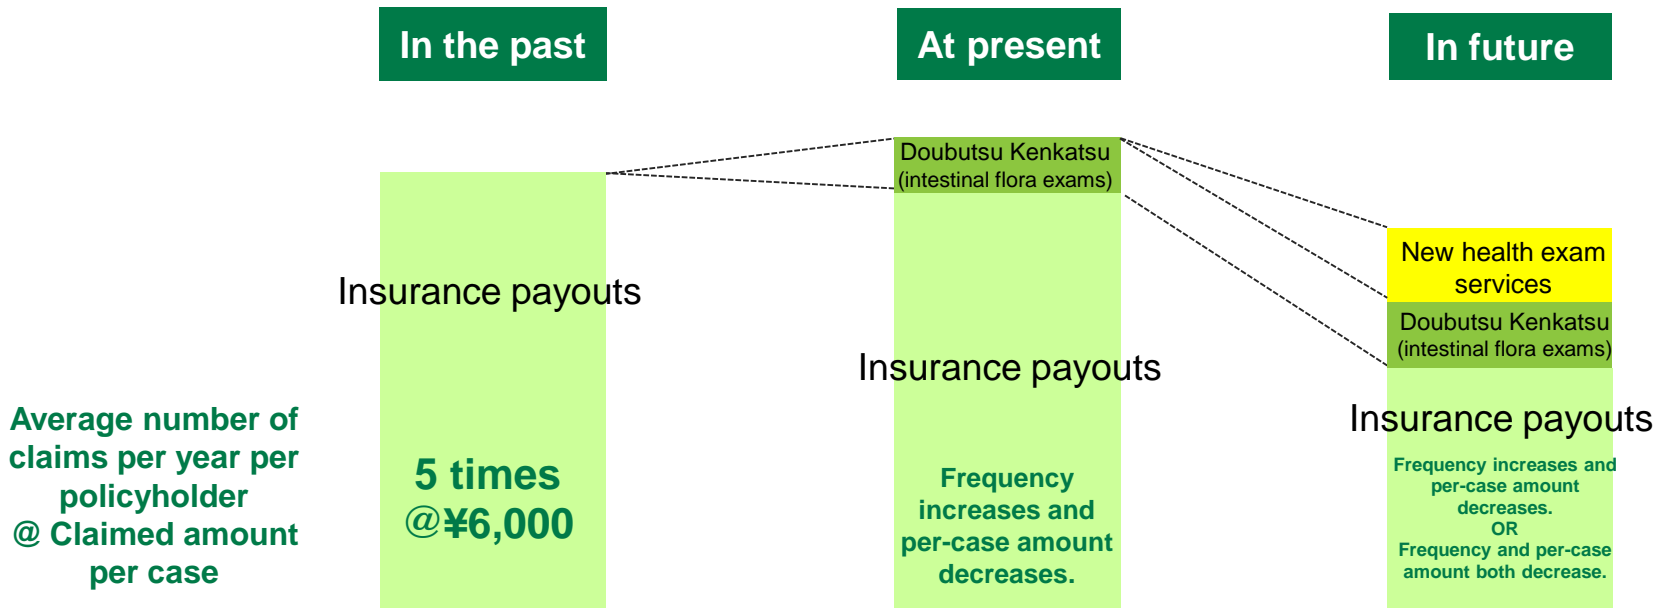 In the past
At present
In future
Average number of
claims per year per
policyholder
@ Claimed amount
per case
Insurance payouts
5 times
@¥6,000
Doubutsu Kenkatsu
(intestinal flora exams)
Insurance payouts
Frequency
increases and
per-case amount
decreases.
New health exam
services
Doubutsu Kenkatsu
(intestinal flora exams)
Insurance payouts
Frequency increases and
per-case amount
decreases.
OR
Frequency and per-case
amount both decrease.